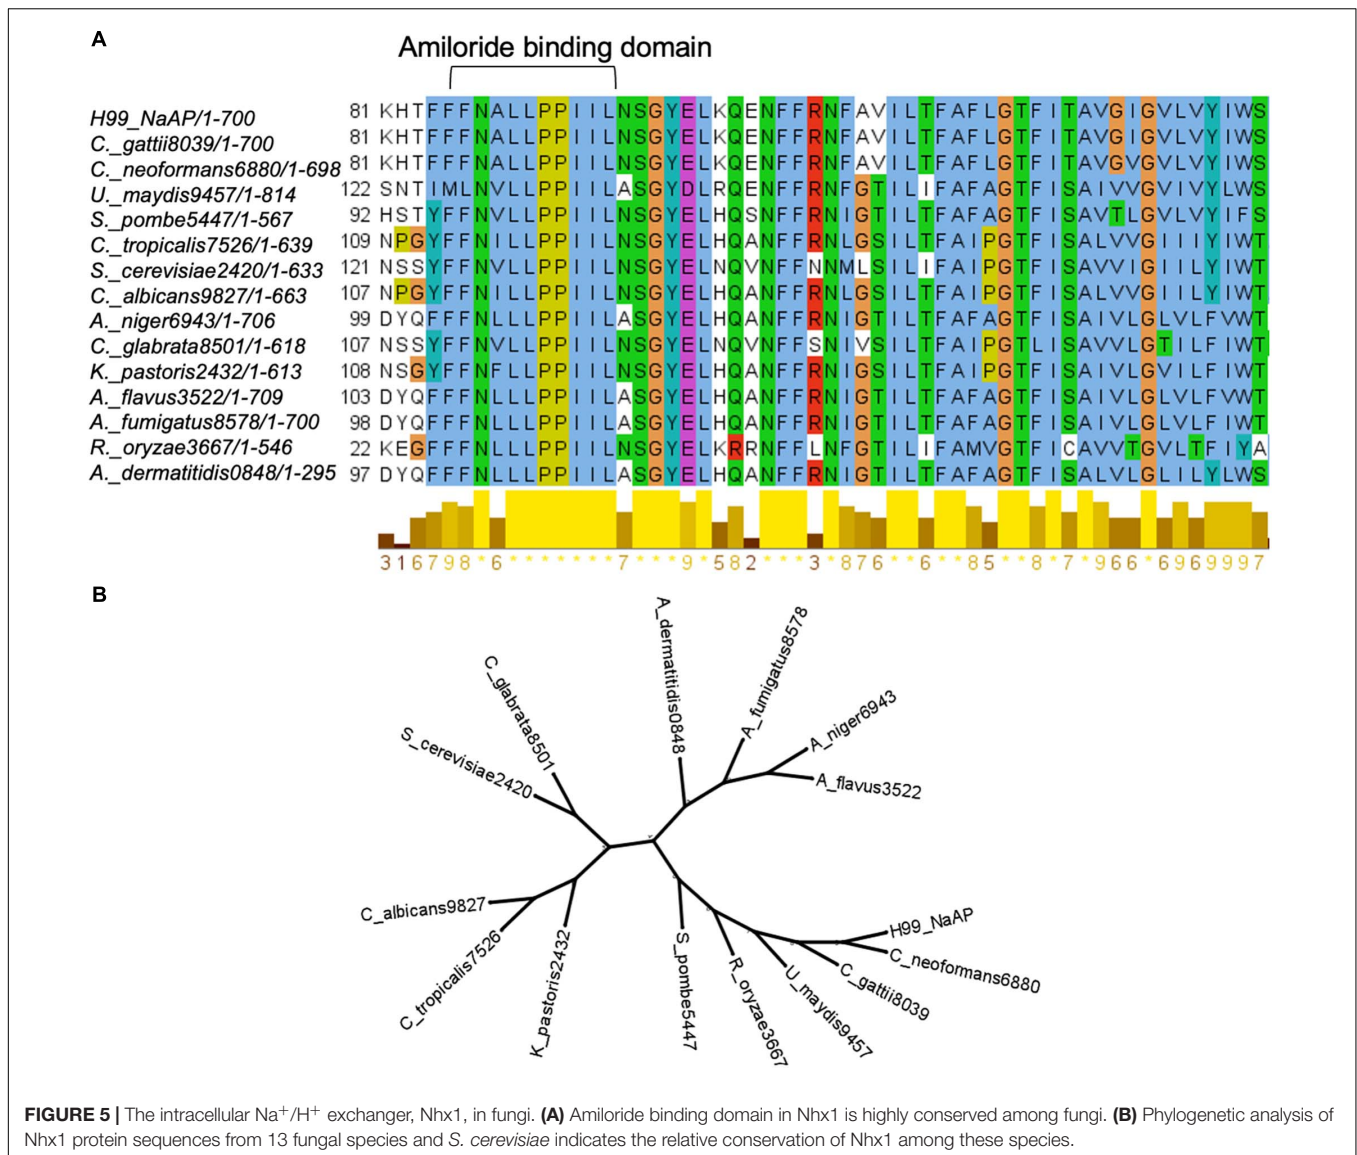 A
Amiloride binding domain
H99_NaAP/1-700 81 KHTFFFNALLPPIILNSGYELKQENFFRNFAVILTFAFLGTFITAVGIGVLVYIWS
C._gattii8039/1-700 81 KHTFFFNALLPPIILNSGYELKQENFFRNFAVILTFAFLGTFITAVGIGVLVYIWS
C._neoformans6880/1-698 81 KHTFFFNALLPPIILNSGYELKQENFFRNFAVILTFAFLGTFITAVGVGVLVYIWS
U._maydis9457/1-814 122 SNTIMLNVLLPPIILASGYDLRQENFFRNFGTILIFAFAGTFISAIVVGVIVYLWS
S._pombe5447/1-567 92 HSTYFFNVLLPPIILNSGYELHQSNFFRNIGTILTFAFAGTFISAVTLGVLVYIFS
C._tropicalis7526/1-639 109 NPGYFFNILLPPIILNSGYELHQANFFRNLGSILTFAIPGTFISALVVGIIIYIWT
S._cerevisiae2420/1-633 121 NSSYFFNVLLPPIILNSGYELNQVNFFNNMLSILIFAIPGTFISAVVIGIILYIWT
C._albicans9827/1-663 107 NPGYFFNILLPPIILNSGYELHQANFFRNLGSILTFAIPGTFISALVVGIILYIWT
A._niger6943/1-706 99 DYQFFFNLLLPPIILASGYELHQANFFRNIGTILTFAFAGTFISAIVLGLVLFVWT
C._glabrata8501/1-618 107 NSSYFFNVLLPPIILNSGYELNQVNFFSNIVSILTFAIPGTLISAVVLGTILFIWT
K._pastoris2432/1-613 108 NSGYFFNFLLPPIILNSGYELHQANFFRNIGSILTFAIPGTFISAIVLGVILFIWT
A._flavus3522/1-709 103 DYQFFFNLLLPPIILASGYELHQANFFRNIGTILTFAFAGTFISAIVLGLVLFVWT
A._fumigatus8578/1-700 98 DYQFFFNLLLPPIILASGYELHQANFFRNIGTILTFAFAGTFISAIVLGLVLFIWT
R._oryzae3667/1-546 22 KEGFFFNLLLPPIILNSGYELKRRNFFLNFGTILIFAMVGTFICAVVTGVLTFIYA
A._dermatitidis0848/1-295 97 DYQFFFNLLLPPIILASGYELHQANFFRNIGTILTFAFAGTFISALVLGLILYLWS
316798*6*******7***9*582***3*876**6**85**8*7*966*6969997
B
A_dermatitidis0848
A_fumigatus8578
C_glabrata8501
A_niger6943
S_cerevisiae2420
A_flavus3522
C_albicans9827
H99_NaAP
C_neoformans6880
C_tropicalis7526
K_pastoris2432
S_pombe5447
R_oryzae3667
U_maydis9457
C_gattii8039
FIGURE 5 | The intracellular Na+/H+ exchanger, Nhx1, in fungi. (A) Amiloride binding domain in Nhx1 is highly conserved among fungi. (B) Phylogenetic analysis of
Nhx1 protein sequences from 13 fungal species and S. cerevisiae indicates the relative conservation of Nhx1 among these species.